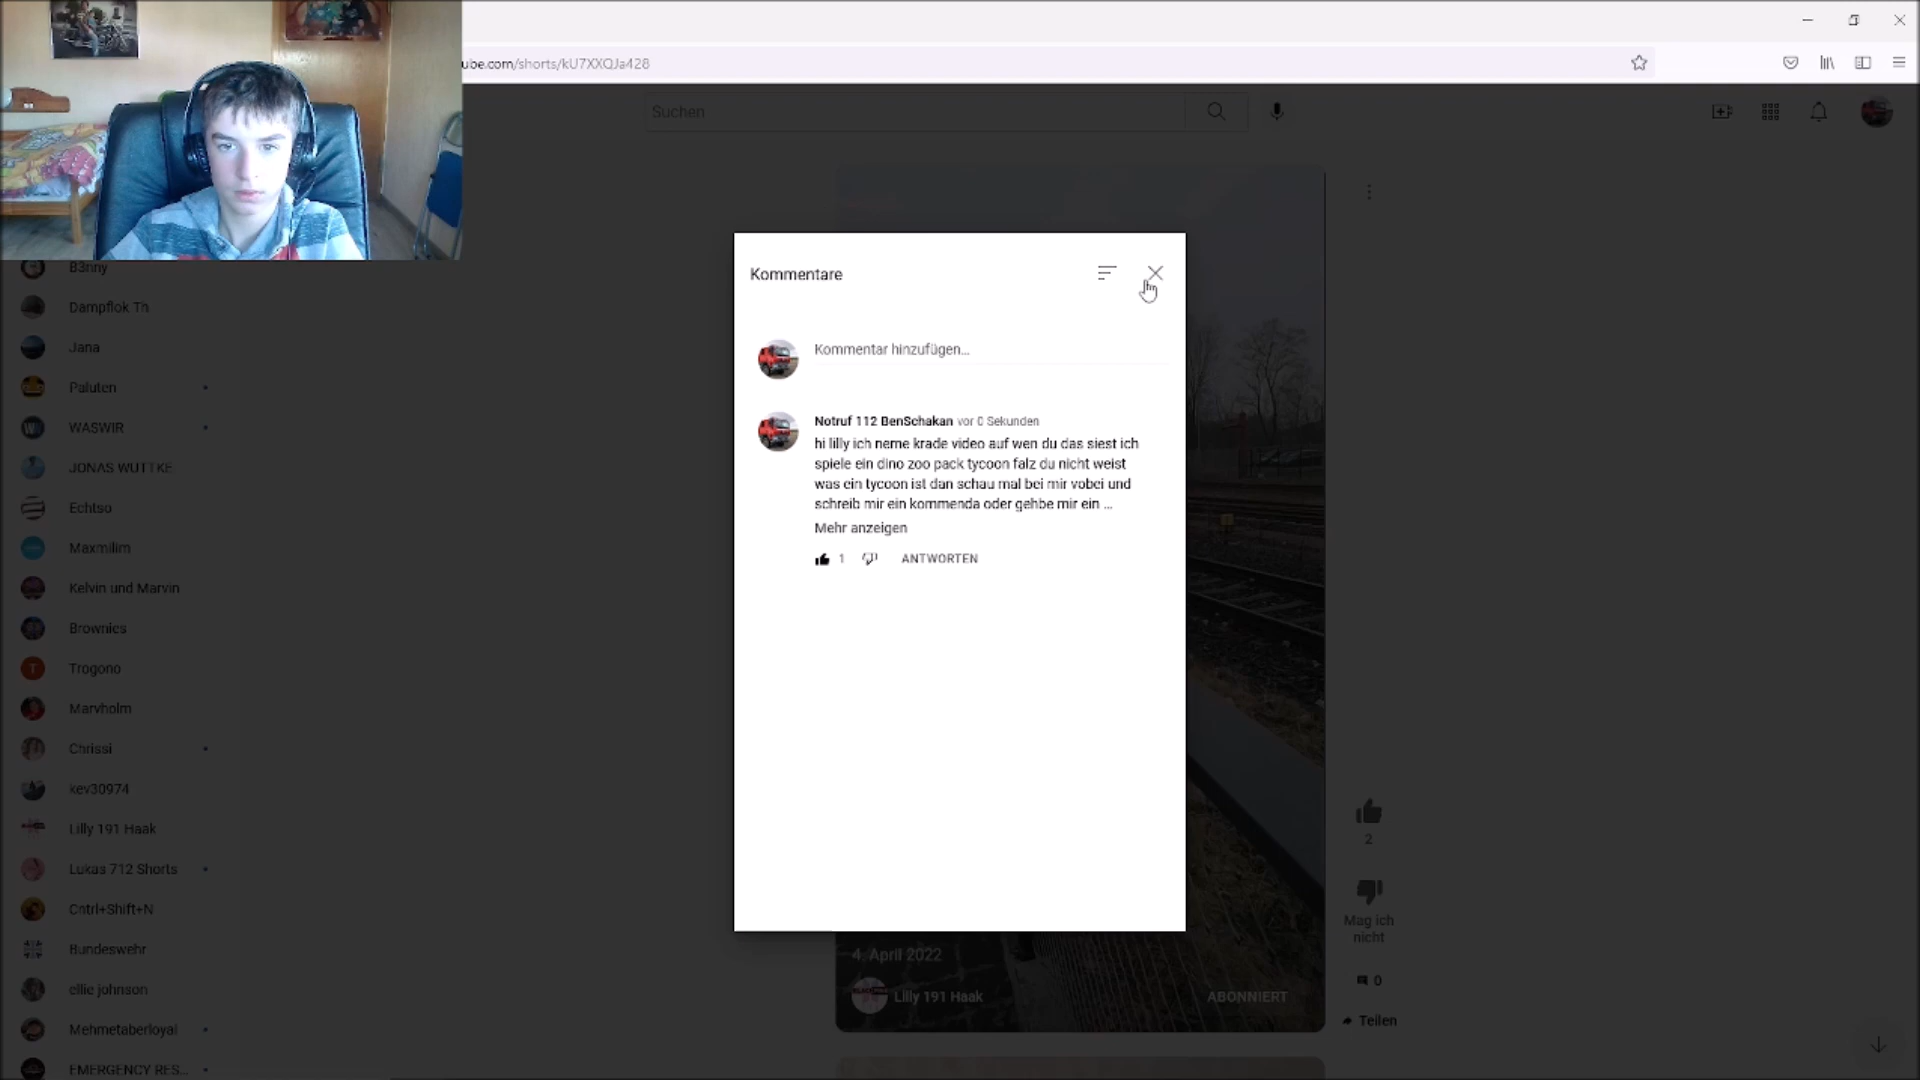 ube.com/shorts/kU7XXQJa428
Suchen
B3nny
Dampflok Th
Jana
Paluten
WASWIR
JONAS WUTTKE
Echtso
Maxmilim
Kelvin und Marvin
Brownies
Trogono
Marvholm
Chrissi
kev30974
Lilly 191 Haak
Lukas 712 Shorts
Cntrl+Shift+N
Bundeswehr
ellie johnson
Mehmetaberloyal
EMERGENCY RES...
Kommentare
Kommentar hinzufügen...
Notruf 112 BenSchakan vor 0 Sekunden
hi lilly ich neme krade video auf wen du das siest ich
spiele ein dino zoo pack tycoon falz du nicht weist
was ein tycoon ist dan schau mal bei mir vobei und
schreib mir ein kommenda oder gehbe mir ein ...
Mehr anzeigen
1 ANTWORTEN
4. April 2022
Lilly 191 Haak ABONNIERT
2
Mag ich
nicht
0
Teilen